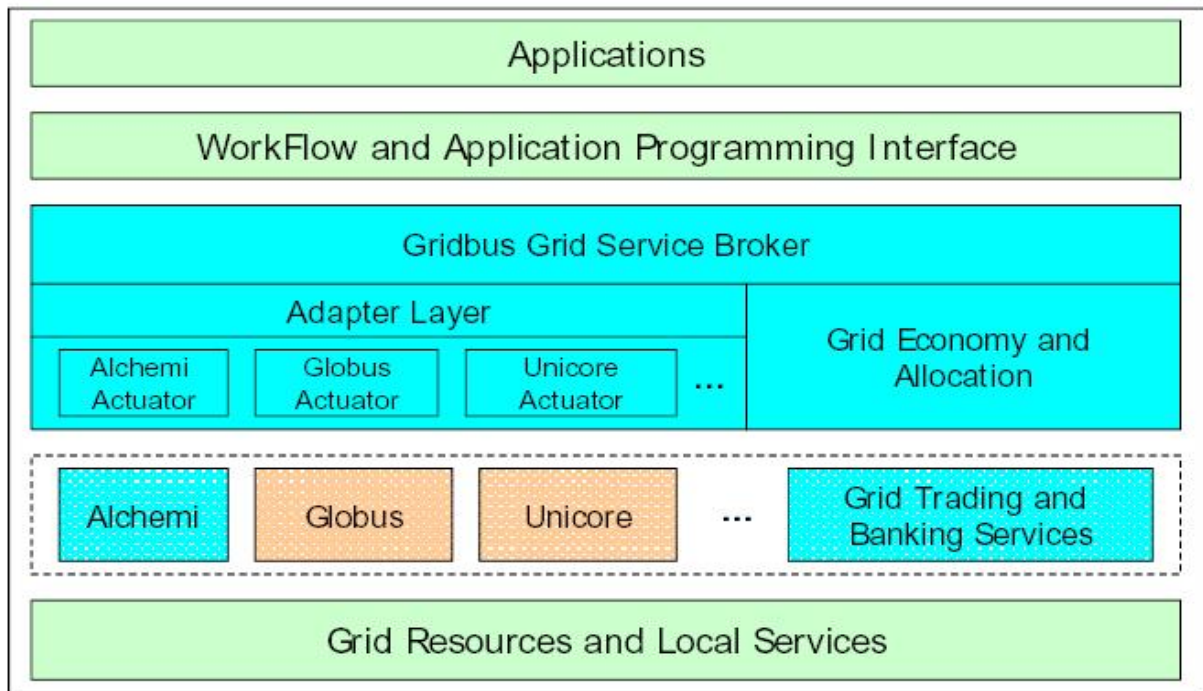 Applications
WorkFlow and Application Programming Interface
Gridbus Grid Service Broker
Adapter Layer
Alchemi
Actuator
Globus
Actuator
Unicore
Actuator
...
Grid Economy and
Allocation
Alchemi
Globus
Unicore
...
Grid Trading and
Banking Services
Grid Resources and Local Services